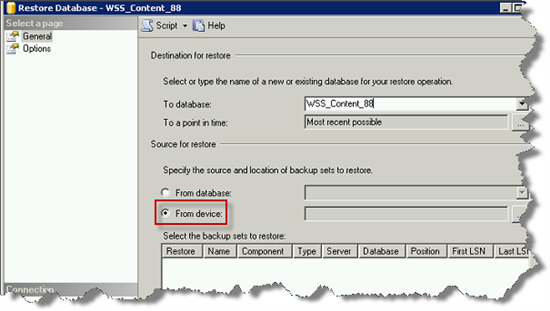 Restore Database - WSS_Content_88
Select a page
General
Options
Script Help
Destination for restore
Select or type the name of a new or existing database for your restore operation.
To database: WSS_Content_88
To a point in time: Most recent possible ...
Source for restore
Specify the source and location of backup sets to restore.
From database:
From device:
Select the backup sets to restore:
Restore Name Component Type Server Database Position First LSN Last LSN
Connection